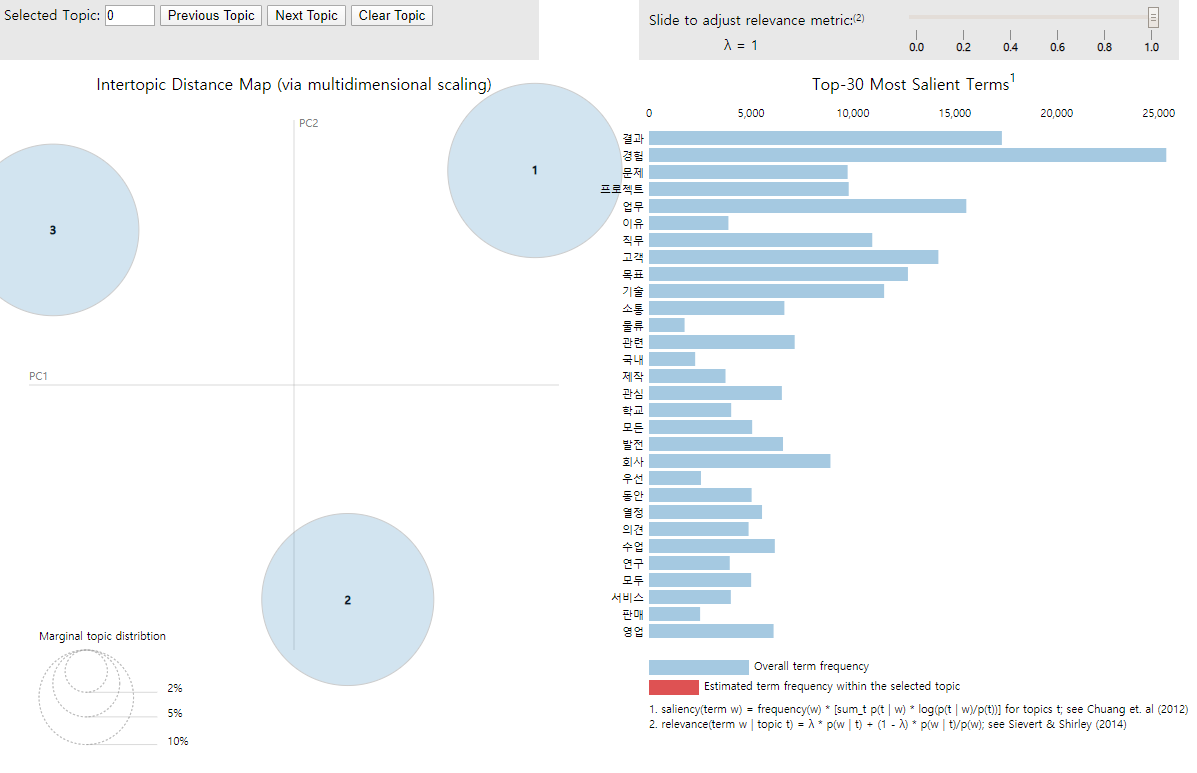 Selected Topic: 0 Previous Topic Next Topic Clear Topic
Slide to adjust relevance metric:(2)
λ = 1
0.0 0.2 0.4 0.6 0.8 1.0
Intertopic Distance Map (via multidimensional scaling)
PC2
1
3
PC1
2
Marginal topic distribtion
2%
5%
10%
Top-30 Most Salient Terms1
0 5,000 10,000 15,000 20,000 25,000
결과
경험
문제
프로젝트
업무
이유
직무
고객
목표
기술
소통
물류
관련
국내
제작
관심
학교
모든
발전
회사
우선
동안
열정
의견
수업
연구
모두
서비스
판매
영업
Overall term frequency
Estimated term frequency within the selected topic
1. saliency(term w) = frequency(w) * [sum_t p(t | w) * log(p(t | w)/p(t))] for topics t; see Chuang et. al (2012)
2. relevance(term w | topic t) = λ * p(w | t) + (1 - λ) * p(w | t)/p(w); see Sievert & Shirley (2014)